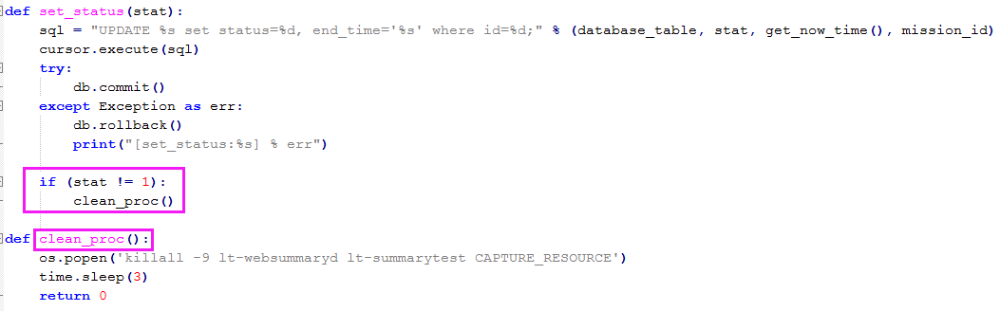 def set_status(stat):
    sql = "UPDATE %s set status=%d, end_time='%s' where id=%d;" % (database_table, stat, get_now_time(), mission_id)
    cursor.execute(sql)
    try:
        db.commit()
    except Exception as err:
        db.rollback()
        print("[set_status:%s] % err")
    if (stat != 1):
        clean_proc()
def clean_proc():
    os.popen('killall -9 lt-websummaryd lt-summarytest CAPTURE_RESOURCE')
    time.sleep(3)
    return 0